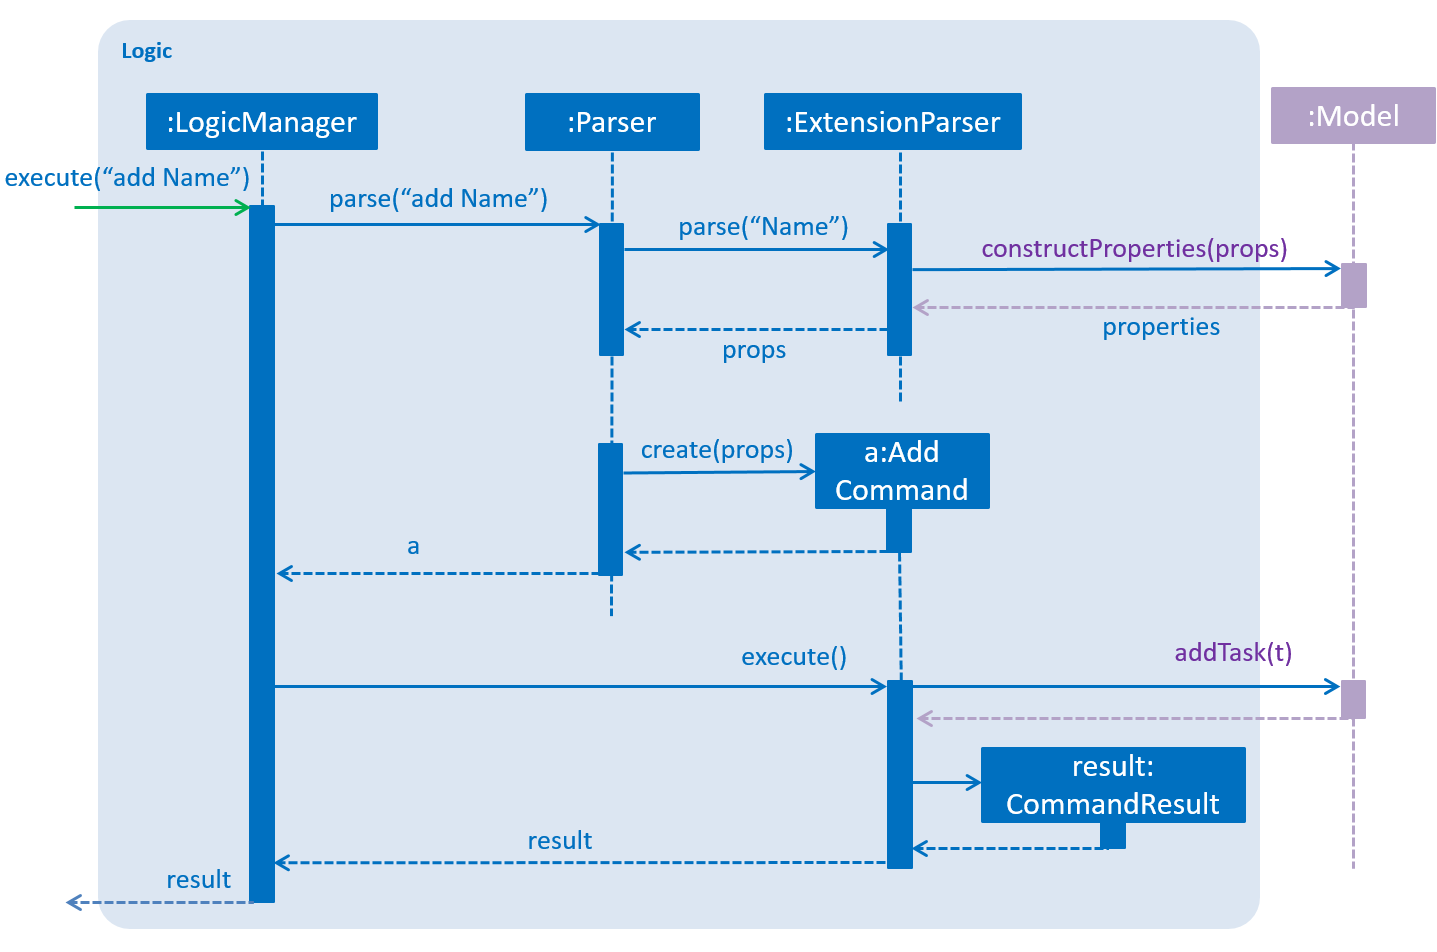 Logic
:LogicManager
:Parser
:ExtensionParser
:Model
execute(“add Name”)
parse(“add Name”)
parse(“Name”)
constructProperties(props)
properties
props
create(props)
a:Add
Command
a
execute()
addTask(t)
result:
CommandResult
result
result